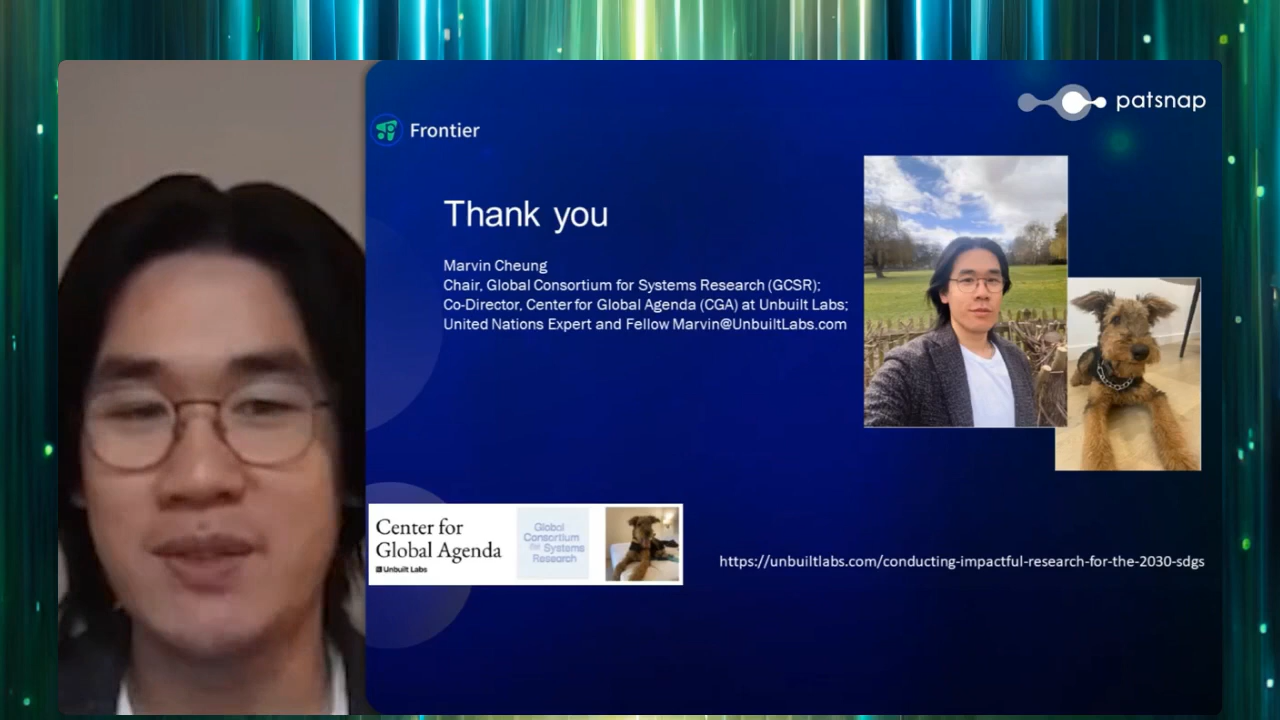 patsnap
Frontier
Thank you
Marvin Cheung
Chair, Global Consortium for Systems Research (GCSR);
Co-Director, Center for Global Agenda (CGA) at Unbuilt Labs;
United Nations Expert and Fellow Marvin@UnbuiltLabs.com
Center for
Global Agenda
Unbuilt Labs
Global
Consortium
for Systems
Research
https://unbuiltlabs.com/conducting-impactful-research-for-the-2030-sdgs